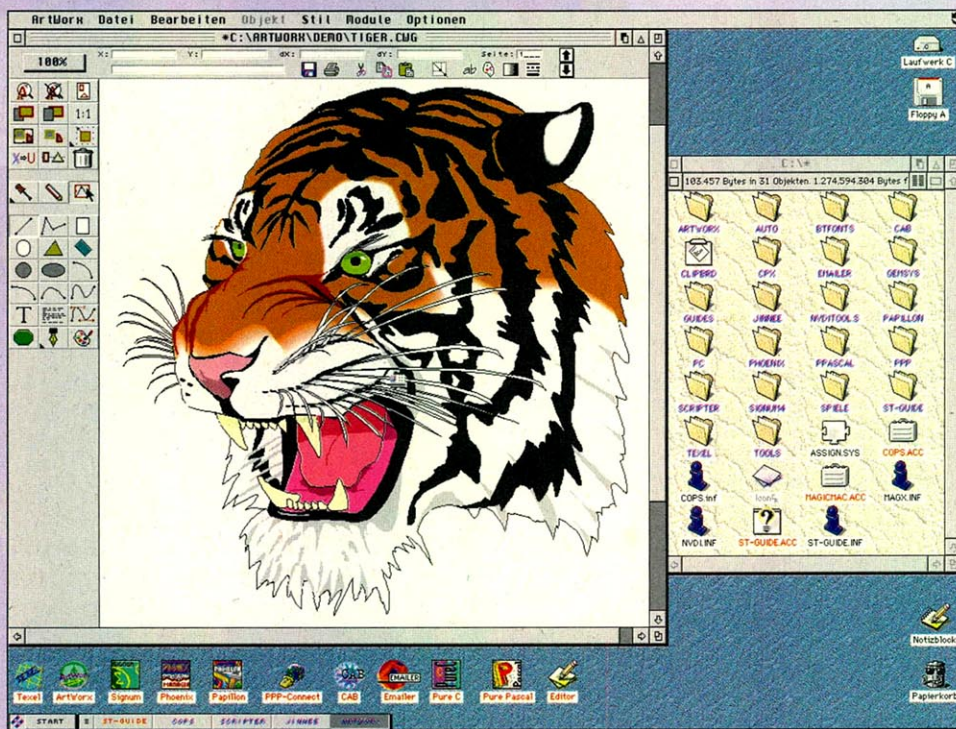 ArtWorx Datei Bearbeiten Objekt Stil Module Optionen
*C:\ARTWORX\DEMO\TIGER.CWG
100% X: Y: dX: dY: Seite:1
1:1
X⇒U
ab
T
Laufwerk C
A
Floppy A
C:\*
103.457 Bytes in 31 Objekten. 1.274.594.304 Bytes f
ARTWORX AUTO BTFONTS CAB
CLIPBRD CPX EMAILER GEMSYS
GUIDES JINNEE NVDITOOLS PAPILLON
PC PHOENIX PPASCAL PPP
SCRIPTER SIGNUM4 SPIELE ST-GUIDE
TEXEL TOOLS ASSIGN.SYS COPS.ACC
COPS.inf MAGICMAC.ACC MAGX.INF
?
NVDI.INF ST-GUIDE.ACC ST-GUIDE.INF
Notizblock
Papierkorb
Texel ArtWorx Signum Phoenix Papillon PPP-Connect CAB Emailer Pure C Pure Pascal Editor
START ST-GUIDE COPS SCRIPTER JINNEE ARTWORX